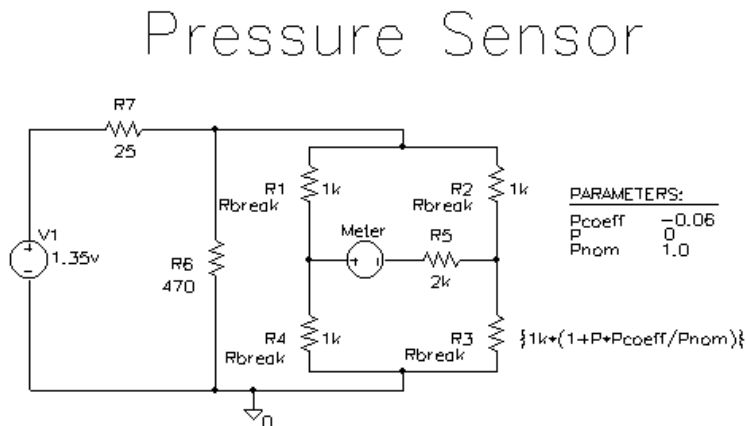 Pressure Sensor
R7
25
R1
1k
Rbreak
R2
1k
Rbreak
PARAMETERS:
Pcoeff -0.06
P 0
Pnom 1.0
V1
+
1.35v
-
Meter
+ -
R5
2k
R6
470
R4
1k
Rbreak
R3
Rbreak
{1k*(1+P*Pcoeff/Pnom)}
0